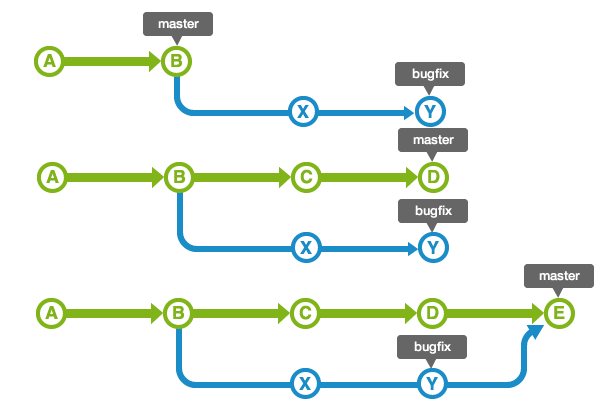 master
A B
bugfix
X Y
master
A B C D
bugfix
X Y
master
A B C D E
bugfix
X Y